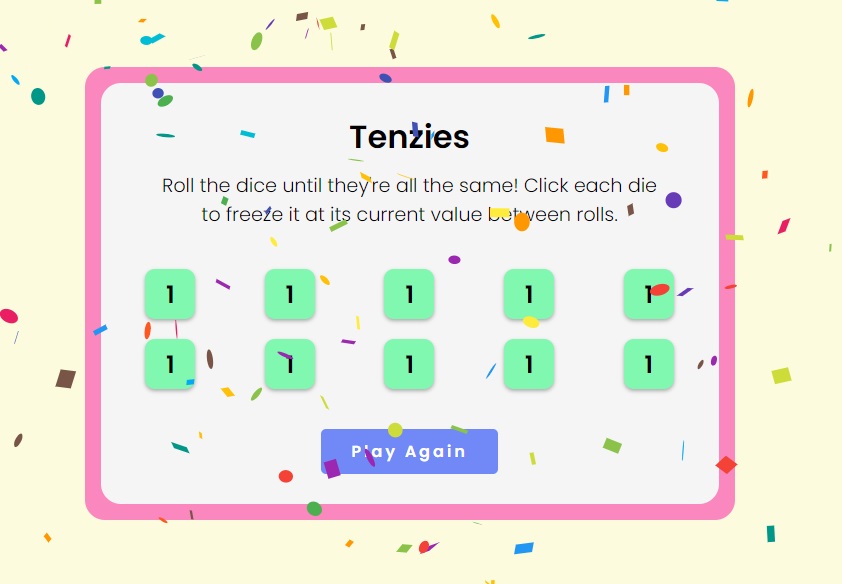 Tenzies
Roll the dice until they're all the same! Click each die
to freeze it at its current value between rolls.
1 1 1 1 1
1 1 1 1 1
Play Again